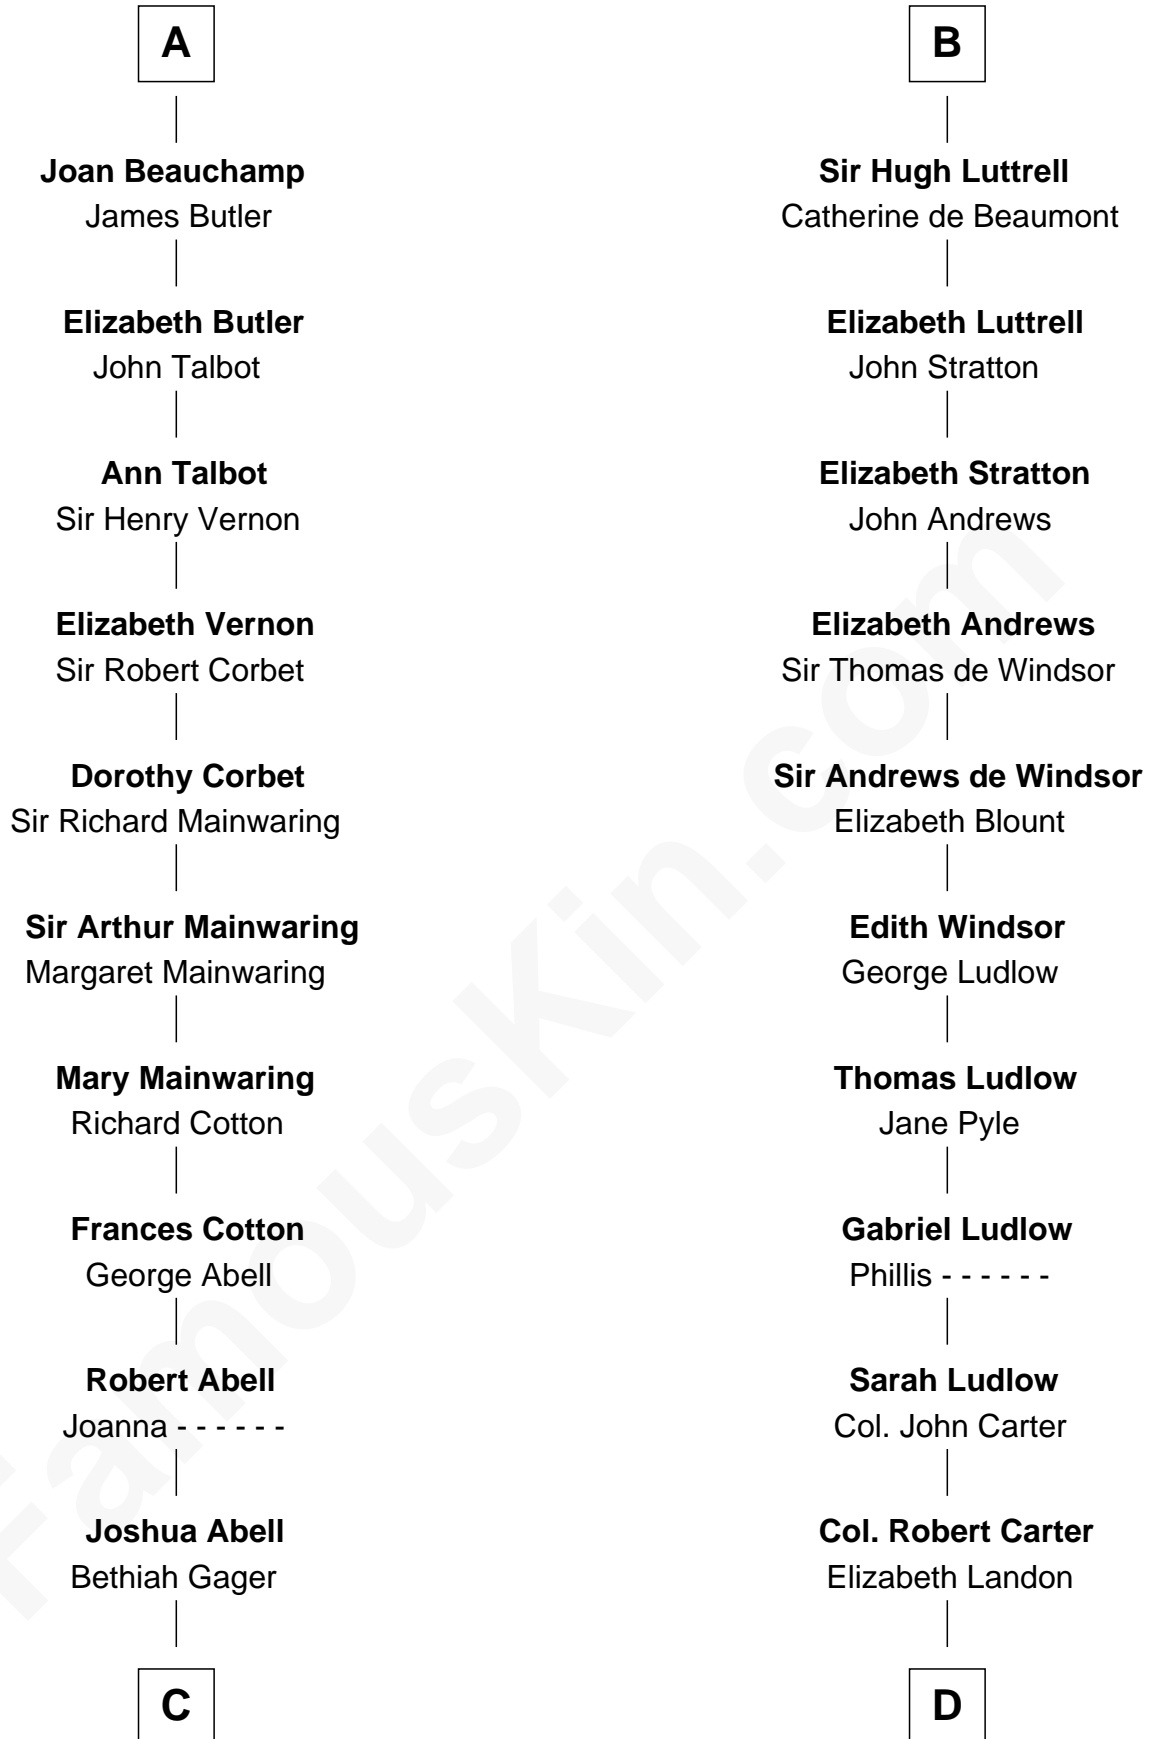 A
Joan Beauchamp
James Butler
Elizabeth Butler
John Talbot
Ann Talbot
Sir Henry Vernon
Elizabeth Vernon
Sir Robert Corbet
Dorothy Corbet
Sir Richard Mainwaring
Sir Arthur Mainwaring
Margaret Mainwaring
Mary Mainwaring
Richard Cotton
Frances Cotton
George Abell
Robert Abell
Joanna - - - - - -
Joshua Abell
Bethiah Gager
C
B
Sir Hugh Luttrell
Catherine de Beaumont
Elizabeth Luttrell
John Stratton
Elizabeth Stratton
John Andrews
Elizabeth Andrews
Sir Thomas de Windsor
Sir Andrews de Windsor
Elizabeth Blount
Edith Windsor
George Ludlow
Thomas Ludlow
Jane Pyle
Gabriel Ludlow
Phillis - - - - - -
Sarah Ludlow
Col. John Carter
Col. Robert Carter
Elizabeth Landon
D
FamousKin.com